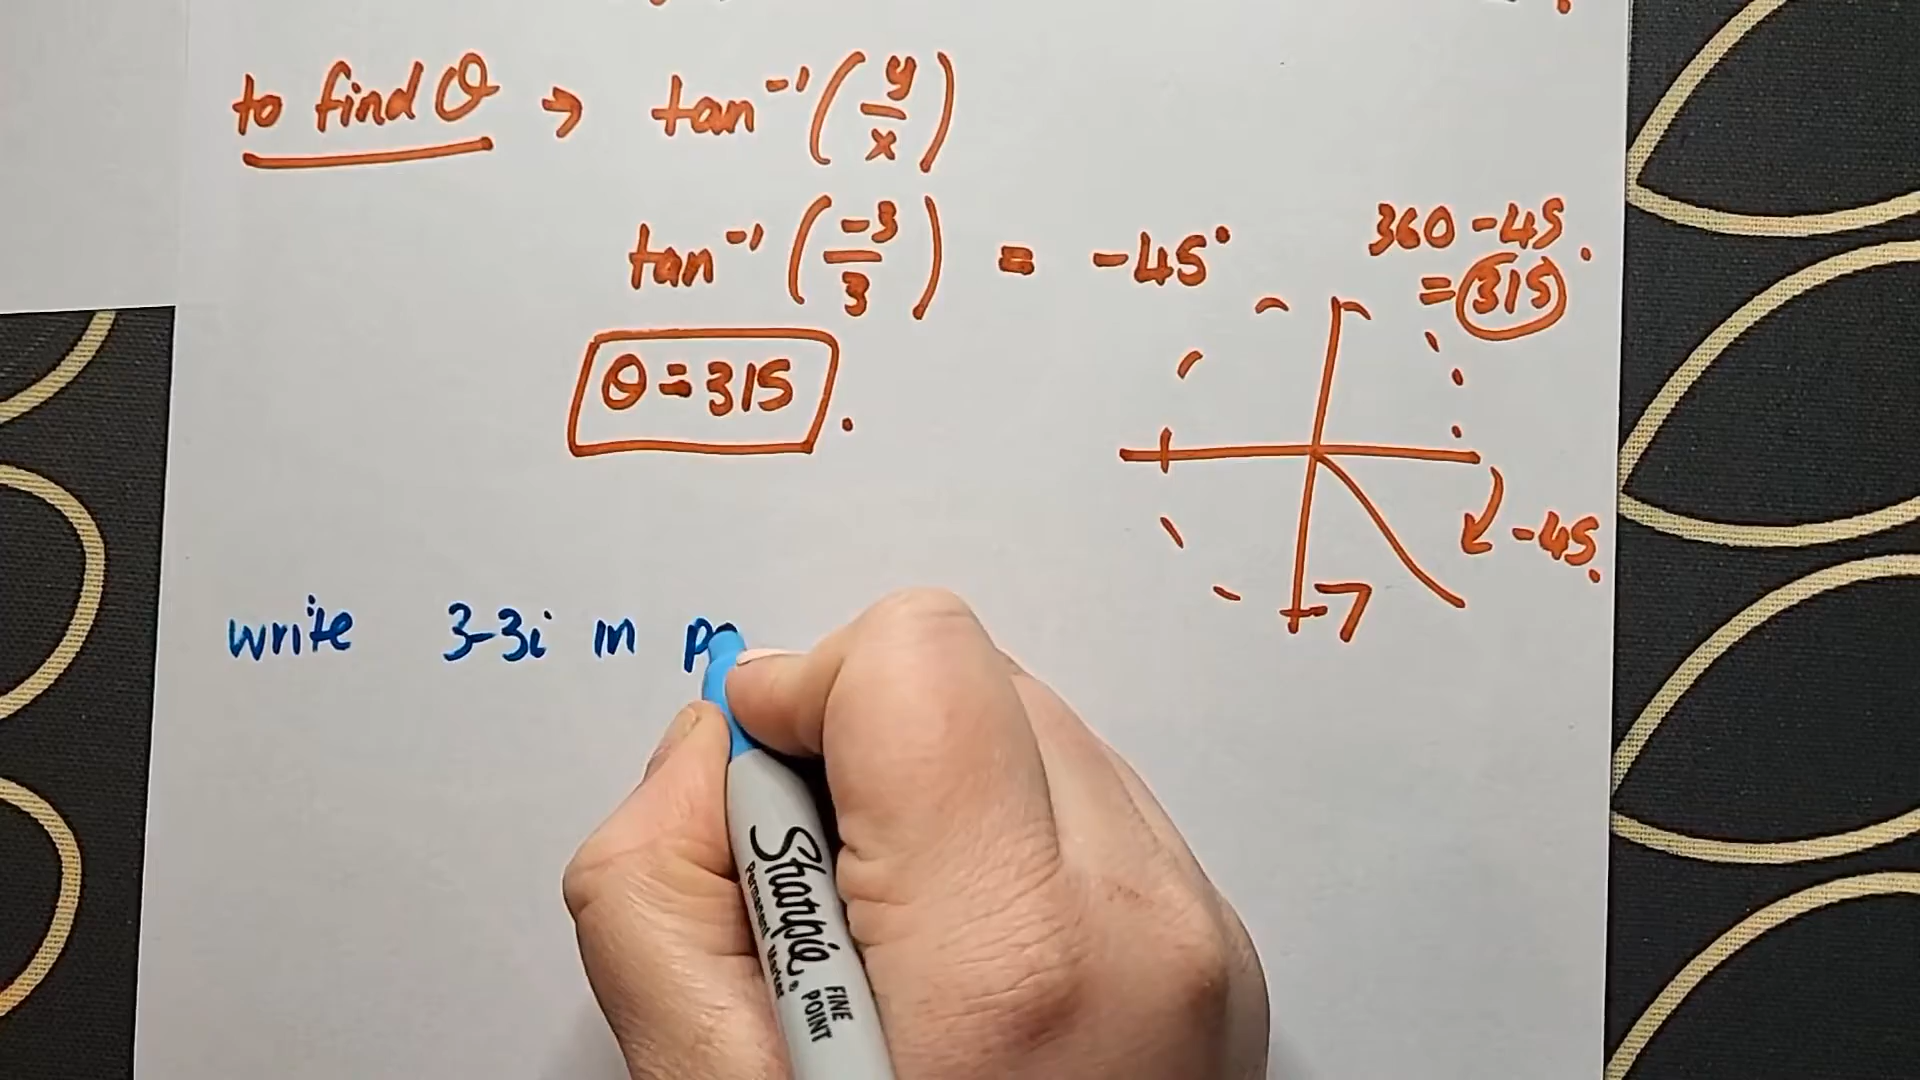 to find θ → tan⁻¹(y/x)
tan⁻¹(-3/3) = -45°
360-45.
=315
θ=315.
-45.
write 3-3i in p
Sharpie®
FINE
POINT
Permanent Marker